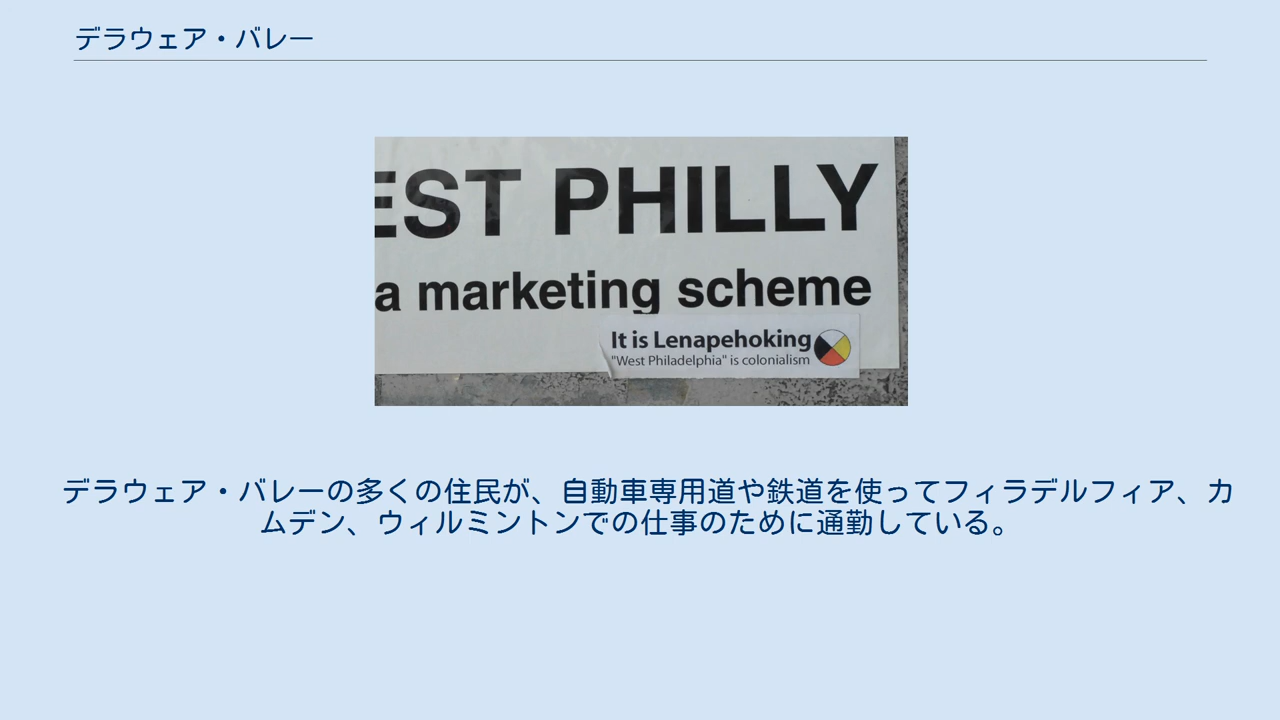 デラウェア・バレー
EST PHILLY
a marketing scheme
It is Lenapehoking
"West Philadelphia" is colonialism
デラウェア・バレーの多くの住民が、自動車専用道や鉄道を使ってフィラデルフィア、カ
ムデン、ウィルミントンでの仕事のために通勤している。